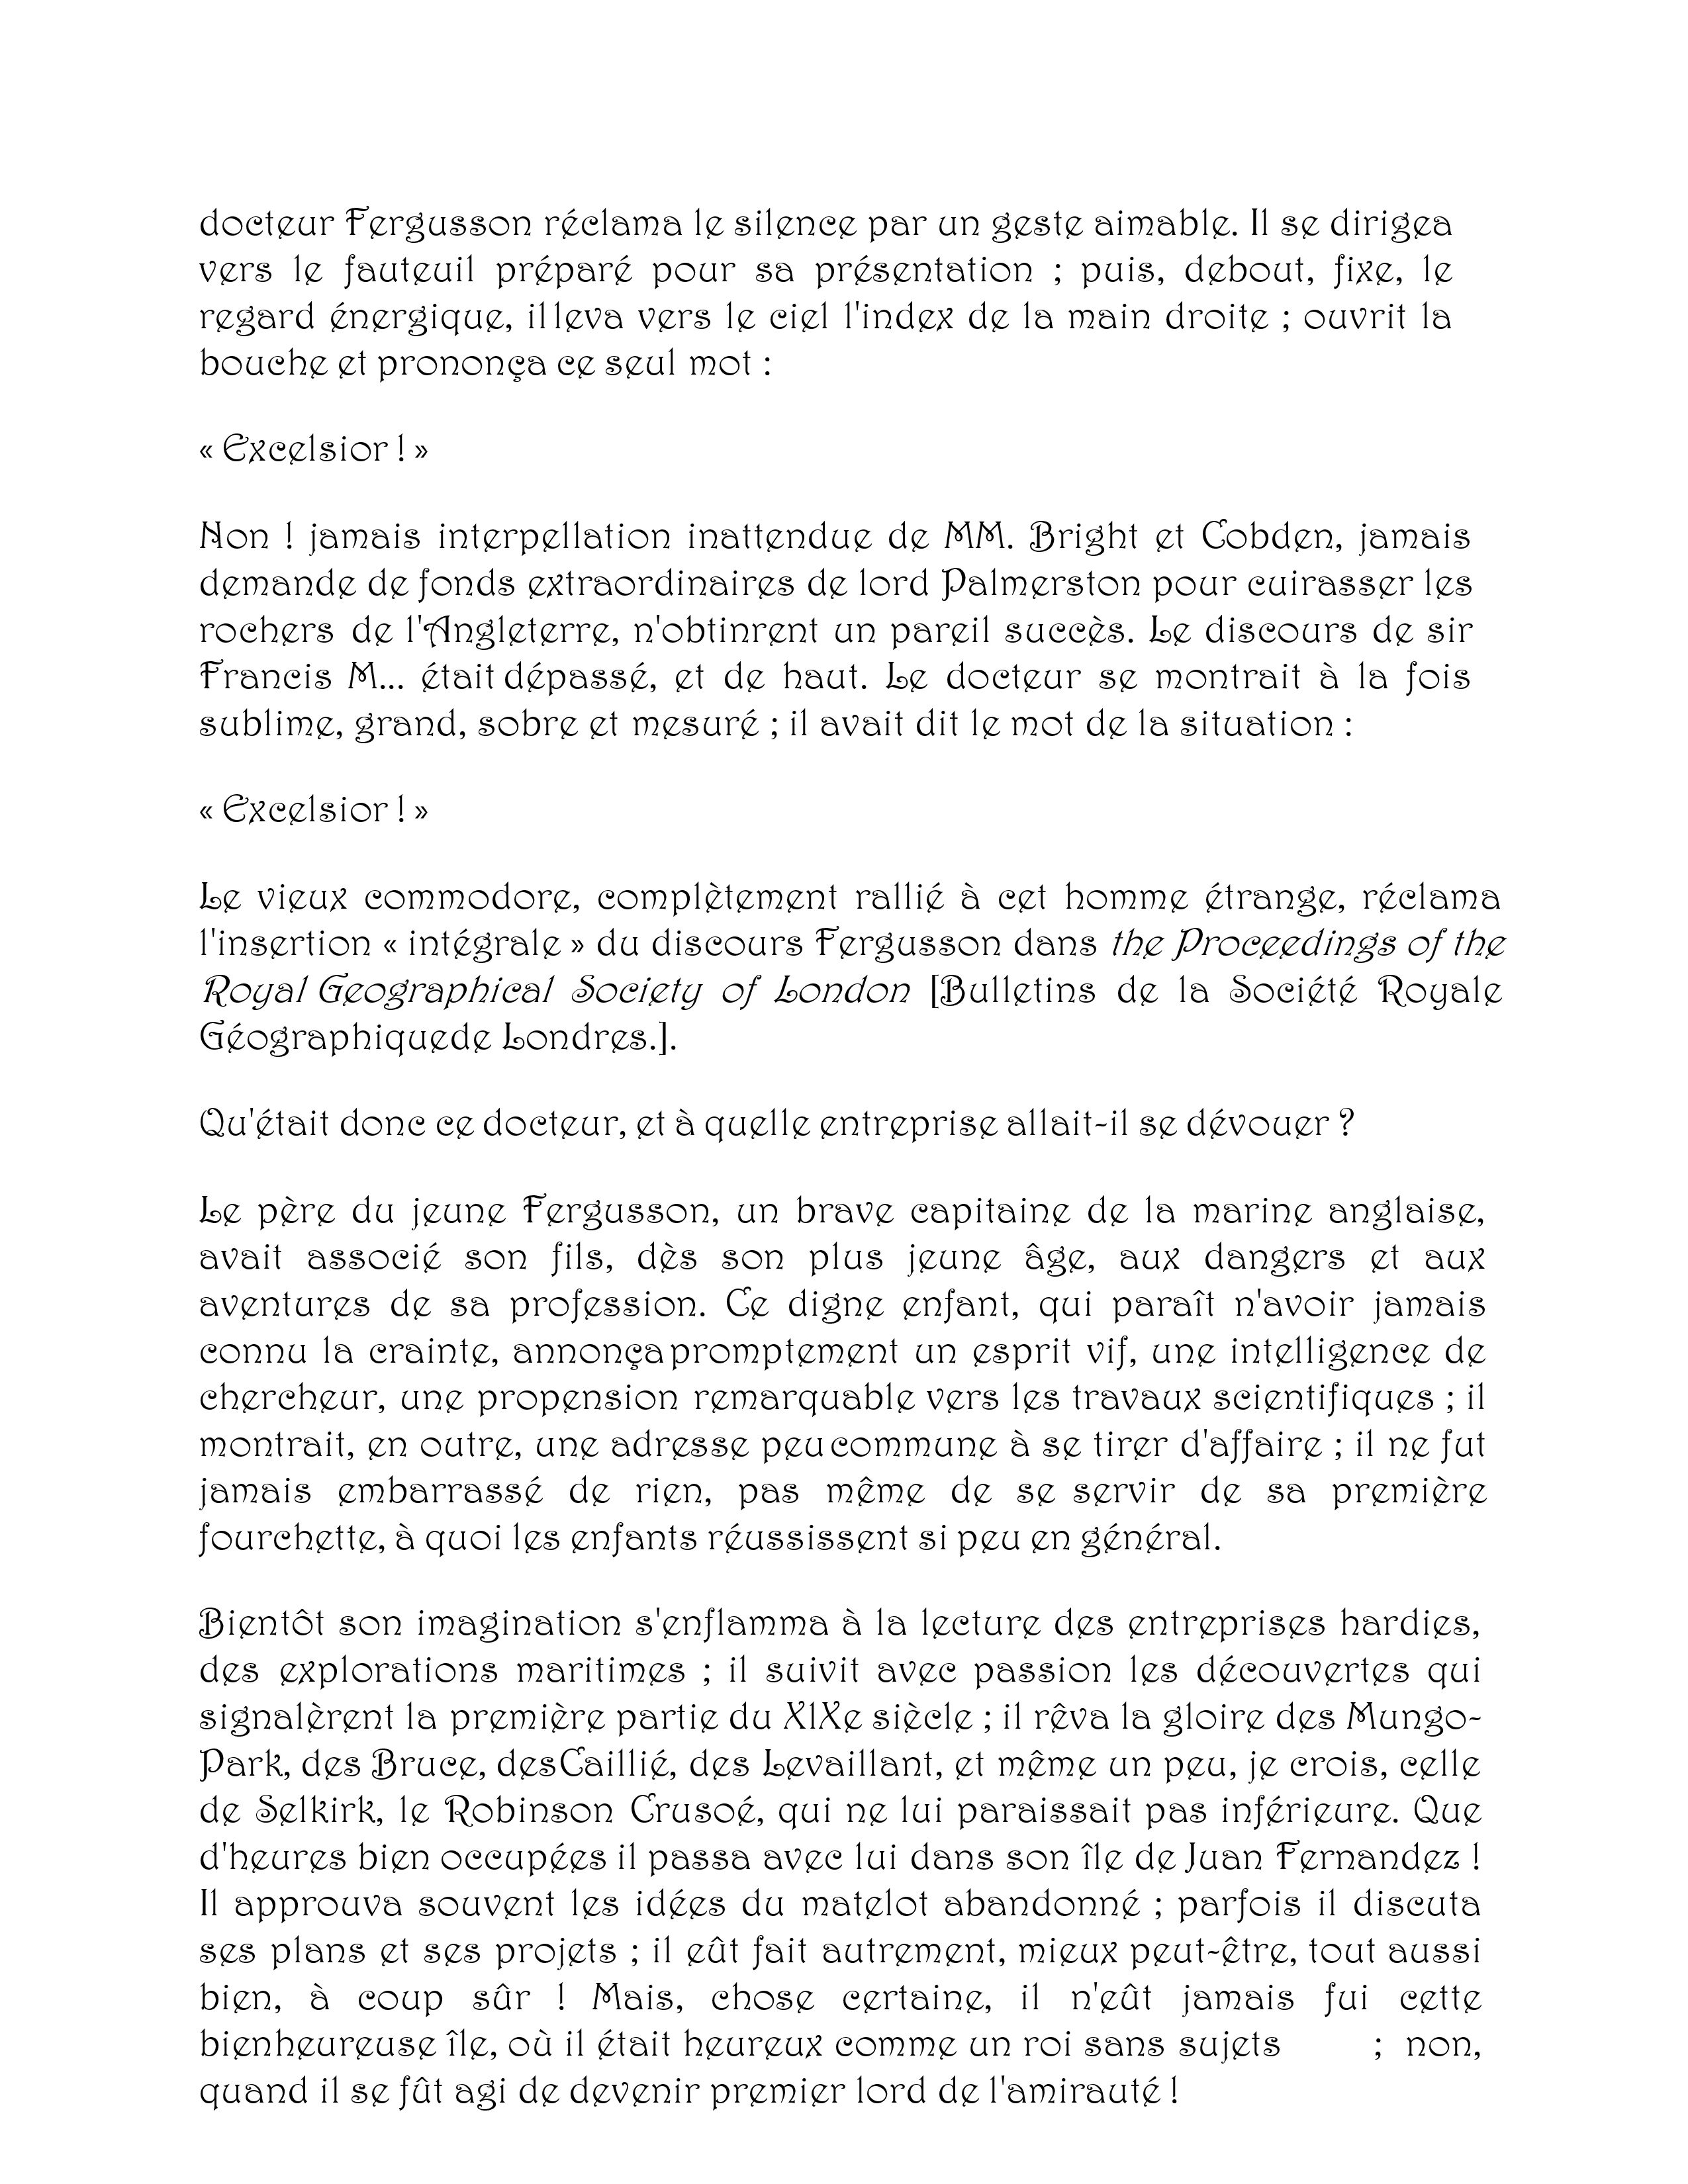 docteur Fergusson réclama le silence par un geste aimable. Il se dirigea
vers le fauteuil préparé pour sa présentation ; puis, debout, fixe, le
regard énergique, il leva vers le ciel l'index de la main droite ; ouvrit la
bouche et prononça ce seul mot :
« Excelsior ! »
Non ! jamais interpellation inattendue de MM. Bright et Cobden, jamais
demande de fonds extraordinaires de lord Palmerston pour cuirasser les
rochers de l'Angleterre, n'obtinrent un pareil succès. Le discours de sir
Francis M... était dépassé, et de haut. Le docteur se montrait à la fois
sublime, grand, sobre et mesuré ; il avait dit le mot de la situation :
« Excelsior ! »
Le vieux commodore, complètement rallié à cet homme étrange, réclama
l'insertion « intégrale » du discours Fergusson dans the Proceedings of the
Royal Geographical Society of London [Bulletins de la Société Royale
Géographiquede Londres.].
Qu'était donc ce docteur, et à quelle entreprise allait-il se dévouer ?
Le père du jeune Fergusson, un brave capitaine de la marine anglaise,
avait associé son fils, dès son plus jeune âge, aux dangers et aux
aventures de sa profession. Ce digne enfant, qui paraît n'avoir jamais
connu la crainte, annonça promptement un esprit vif, une intelligence de
chercheur, une propension remarquable vers les travaux scientifiques ; il
montrait, en outre, une adresse peu commune à se tirer d'affaire ; il ne fut
jamais embarrassé de rien, pas même de se servir de sa première
fourchette, à quoi les enfants réussissent si peu en général.
Bientôt son imagination s'enflamma à la lecture des entreprises hardies,
des explorations maritimes ; il suivit avec passion les découvertes qui
signalèrent la première partie du XlXe siècle ; il rêva la gloire des Mungo-
Park, des Bruce, desCaillié, des Levaillant, et même un peu, je crois, celle
de Selkirk, le Robinson Crusoé, qui ne lui paraissait pas inférieure. Que
d'heures bien occupées il passa avec lui dans son île de Juan Fernandez !
Il approuva souvent les idées du matelot abandonné ; parfois il discuta
ses plans et ses projets ; il eût fait autrement, mieux peut-être, tout aussi
bien, à coup sûr ! Mais, chose certaine, il n'eût jamais fui cette
bienheureuse île, où il était heureux comme un roi sans sujets ; non,
quand il se fût agi de devenir premier lord de l'amirauté !